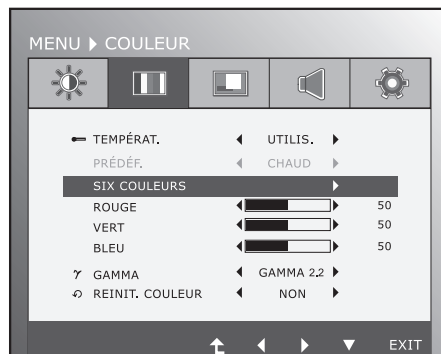 MENU ▶ COULEUR
TEMPÉRAT. ◀ UTILIS. ▶
PRÉDÉF. ◀ CHAUD ▶
SIX COULEURS ▶
ROUGE ◀ ▶ 50
VERT ◀ ▶ 50
BLEU ◀ ▶ 50
γ GAMMA ◀ GAMMA 2.2 ▶
REINIT. COULEUR ◀ NON ▶
◀ ▶ ▼ EXIT